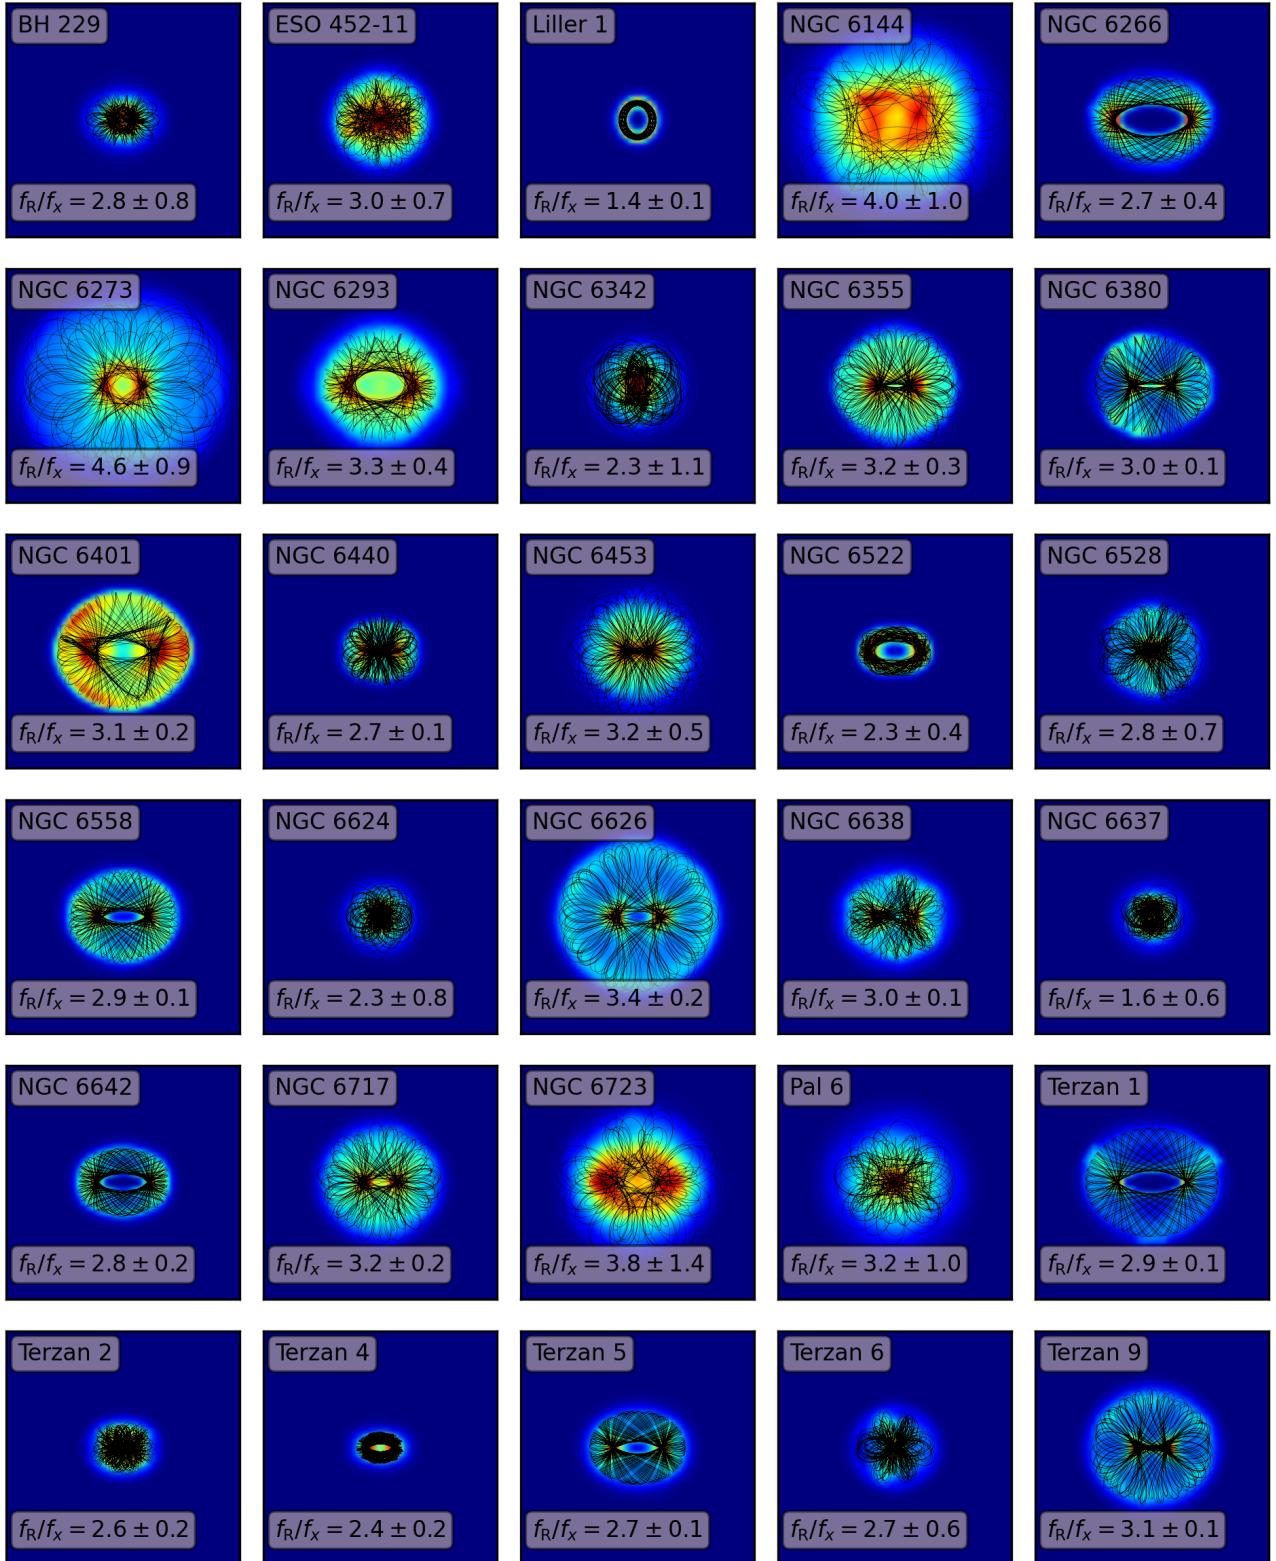 BH 229
ESO 452-11
Liller 1
NGC 6144
NGC 6266
f_R/f_x = 2.8 ± 0.8
f_R/f_x = 3.0 ± 0.7
f_R/f_x = 1.4 ± 0.1
f_R/f_x = 4.0 ± 1.0
f_R/f_x = 2.7 ± 0.4
NGC 6273
NGC 6293
NGC 6342
NGC 6355
NGC 6380
f_R/f_x = 4.6 ± 0.9
f_R/f_x = 3.3 ± 0.4
f_R/f_x = 2.3 ± 1.1
f_R/f_x = 3.2 ± 0.3
f_R/f_x = 3.0 ± 0.1
NGC 6401
NGC 6440
NGC 6453
NGC 6522
NGC 6528
f_R/f_x = 3.1 ± 0.2
f_R/f_x = 2.7 ± 0.1
f_R/f_x = 3.2 ± 0.5
f_R/f_x = 2.3 ± 0.4
f_R/f_x = 2.8 ± 0.7
NGC 6558
NGC 6624
NGC 6626
NGC 6638
NGC 6637
f_R/f_x = 2.9 ± 0.1
f_R/f_x = 2.3 ± 0.8
f_R/f_x = 3.4 ± 0.2
f_R/f_x = 3.0 ± 0.1
f_R/f_x = 1.6 ± 0.6
NGC 6642
NGC 6717
NGC 6723
Pal 6
Terzan 1
f_R/f_x = 2.8 ± 0.2
f_R/f_x = 3.2 ± 0.2
f_R/f_x = 3.8 ± 1.4
f_R/f_x = 3.2 ± 1.0
f_R/f_x = 2.9 ± 0.1
Terzan 2
Terzan 4
Terzan 5
Terzan 6
Terzan 9
f_R/f_x = 2.6 ± 0.2
f_R/f_x = 2.4 ± 0.2
f_R/f_x = 2.7 ± 0.1
f_R/f_x = 2.7 ± 0.6
f_R/f_x = 3.1 ± 0.1